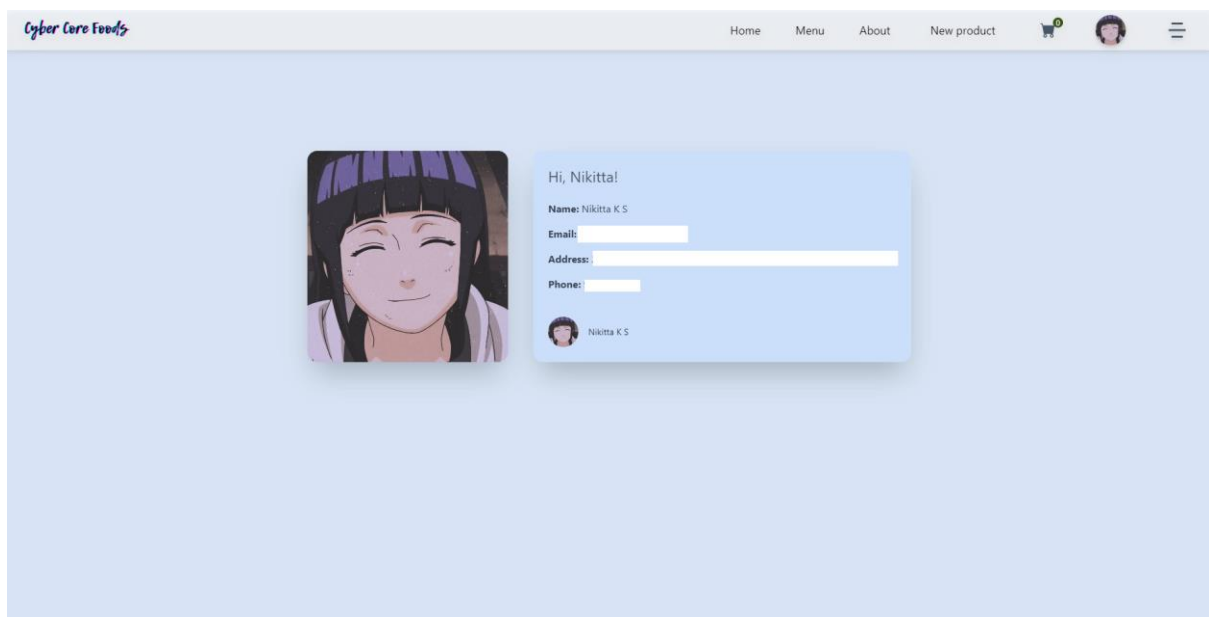 Cyber Core Foods
Home Menu About New product 0
Hi, Nikitta!
Name: Nikitta K S
Email:
Address:
Phone:
Nikitta K S